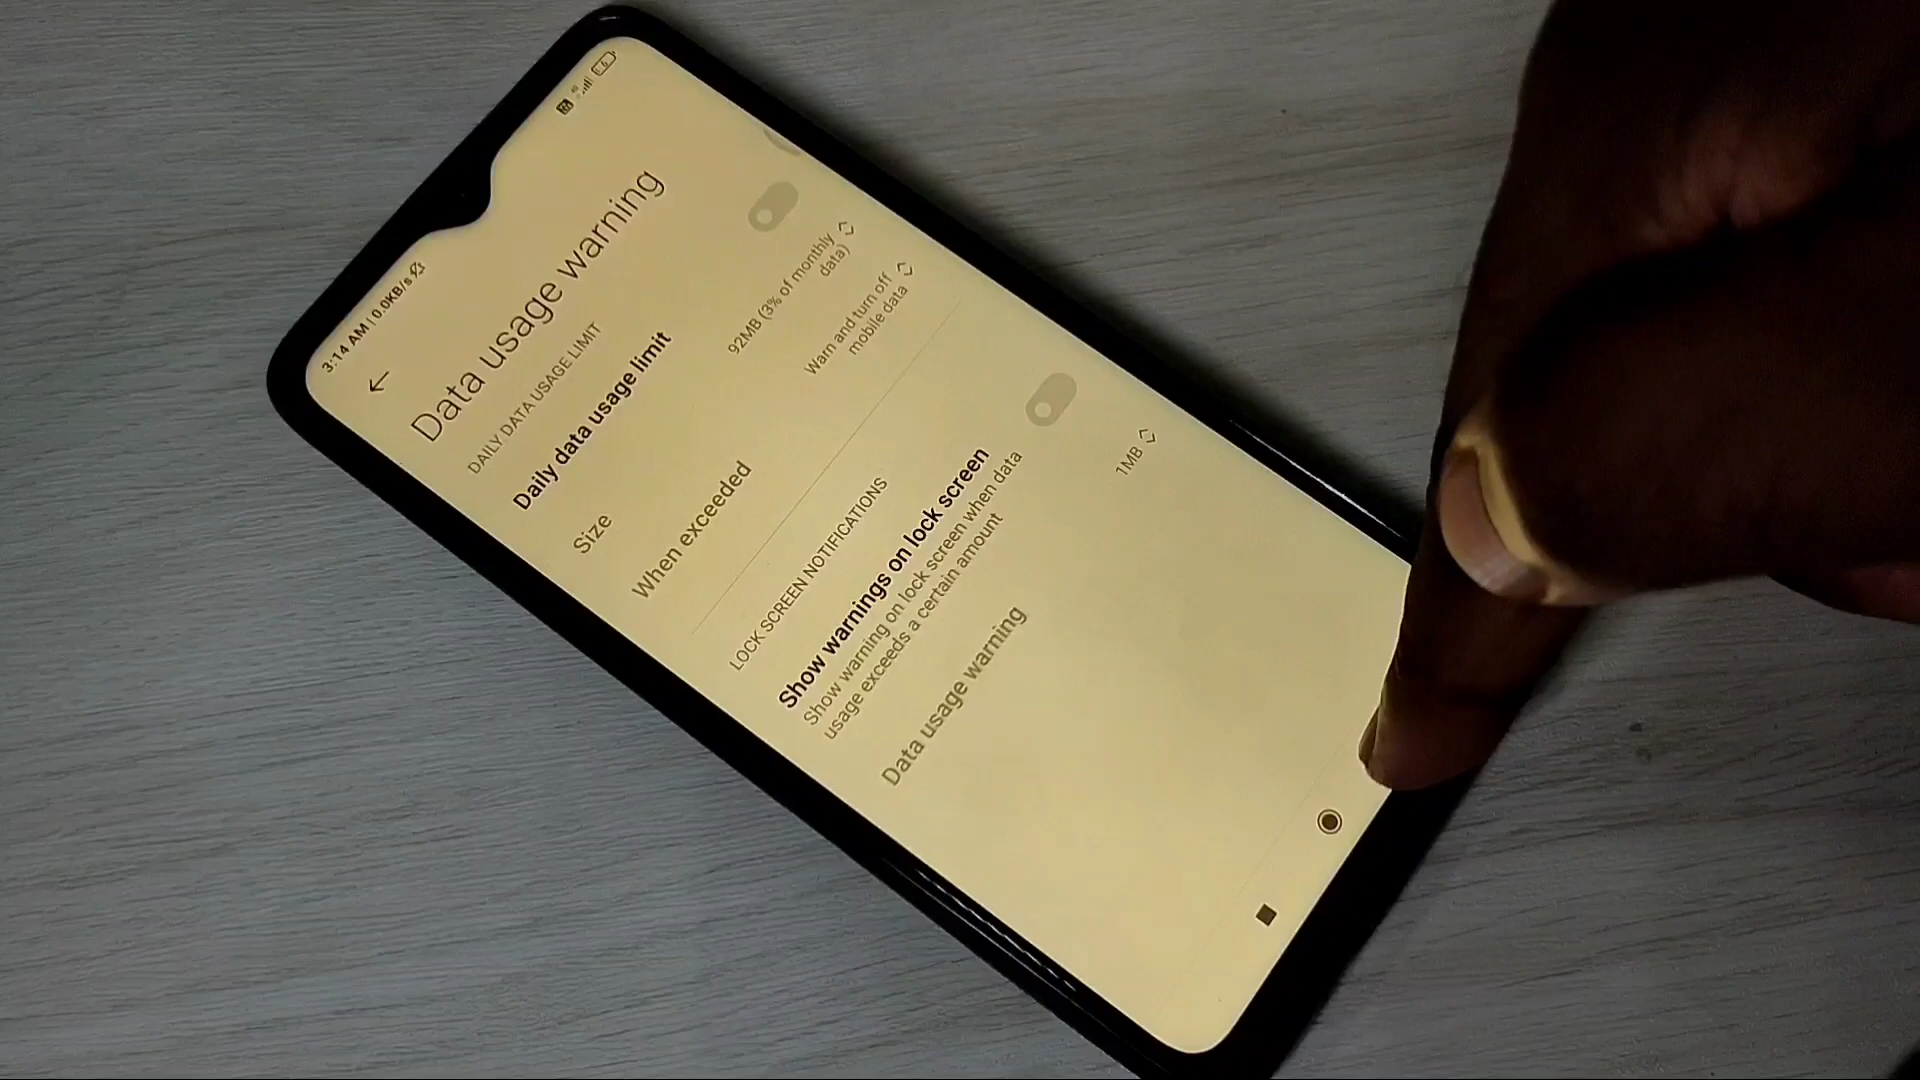 3:14 AM | 0.0KB/s
Data usage warning
DAILY DATA USAGE LIMIT
Daily data usage limit
Size
92MB (3% of monthly
data)
When exceeded
Warn and turn off
mobile data
LOCK SCREEN NOTIFICATIONS
Show warnings on lock screen
Show warning on lock screen when data
usage exceeds a certain amount
Data usage warning
1MB